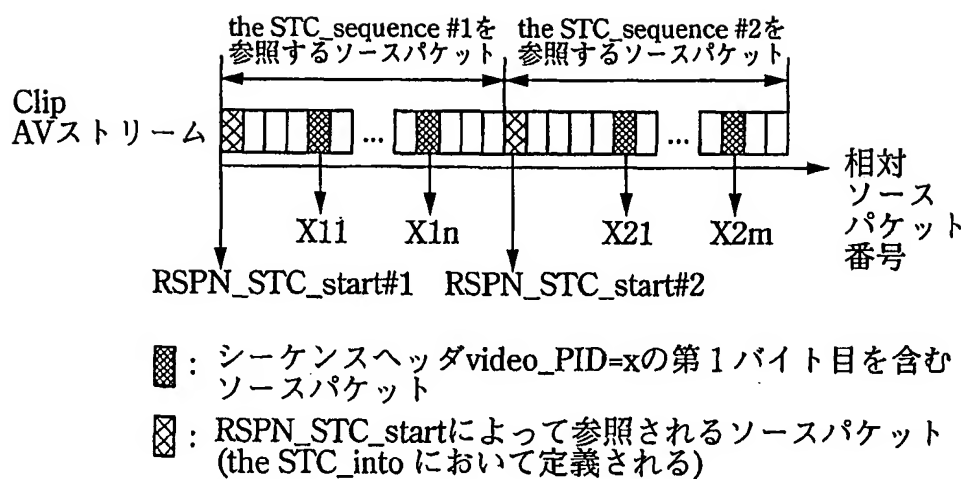 the STC_sequence #1を
参照するソースパケット
the STC_sequence #2を
参照するソースパケット
Clip
AVストリーム
...
...
相対
ソース
パケット
番号
X11
X1n
X21
X2m
RSPN_STC_start#1
RSPN_STC_start#2
: シーケンスヘッダvideo_PID=xの第1バイト目を含む
ソースパケット
: RSPN_STC_startによって参照されるソースパケット
(the STC_into において定義される)